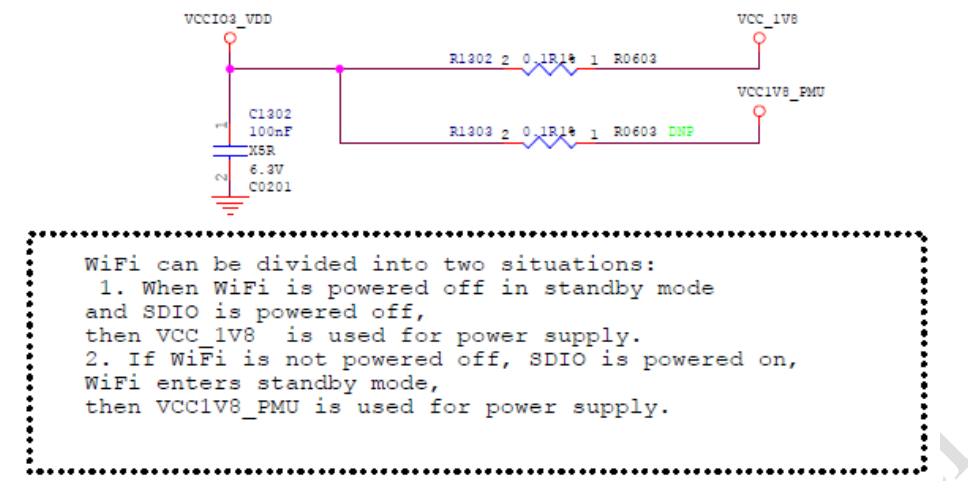 VCCIO3_VDD
VCC_1V8
R1302 2 0.1R1% 1 R0603
VCC1V8_PMU
R1303 2 0.1R1% 1 R0603 DNP
1
C1302
100nF
X5R
6.3V
2
C0201
WiFi can be divided into two situations:
1. When WiFi is powered off in standby mode
and SDIO is powered off,
then VCC_1V8 is used for power supply.
2. If WiFi is not powered off, SDIO is powered on,
WiFi enters standby mode,
then VCC1V8_PMU is used for power supply.